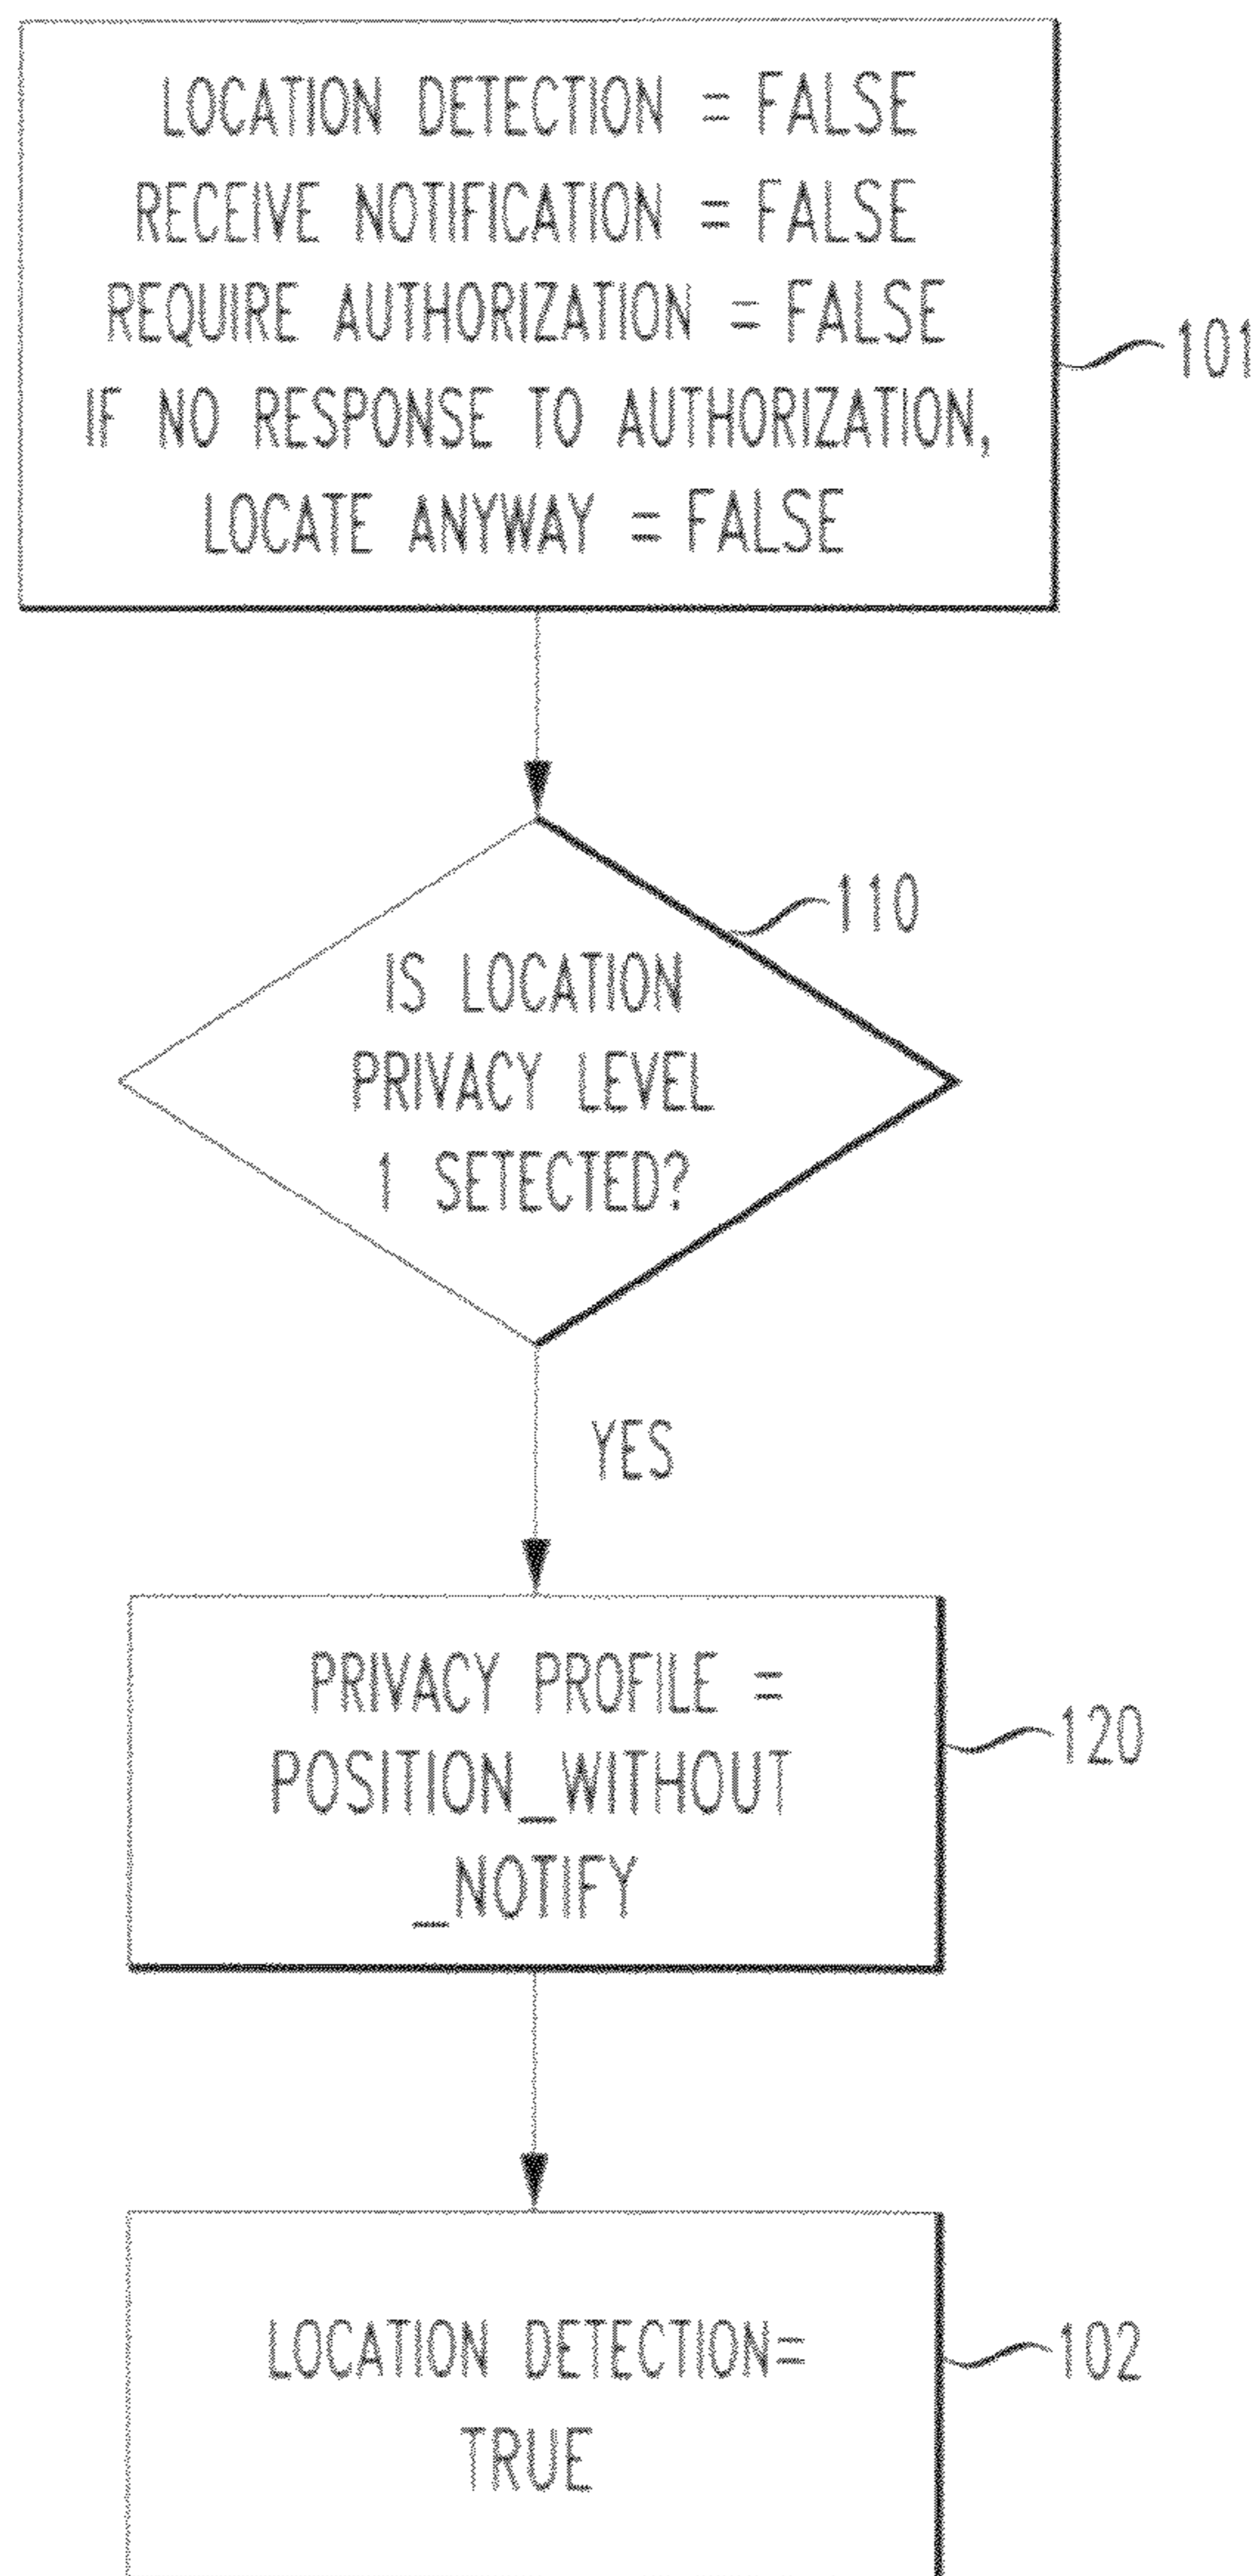 LOCATION DETECTION = FALSE
RECEIVE NOTIFICATION = FALSE
REQUIRE AUTHORIZATION = FALSE
IF NO RESPONSE TO AUTHORIZATION,
LOCATE ANYWAY = FALSE
101
110
IS LOCATION
PRIVACY LEVEL
1 SETECTED?
YES
PRIVACY PROFILE =
POSITION_WITHOUT
_NOTIFY
120
LOCATION DETECTION=
TRUE
102